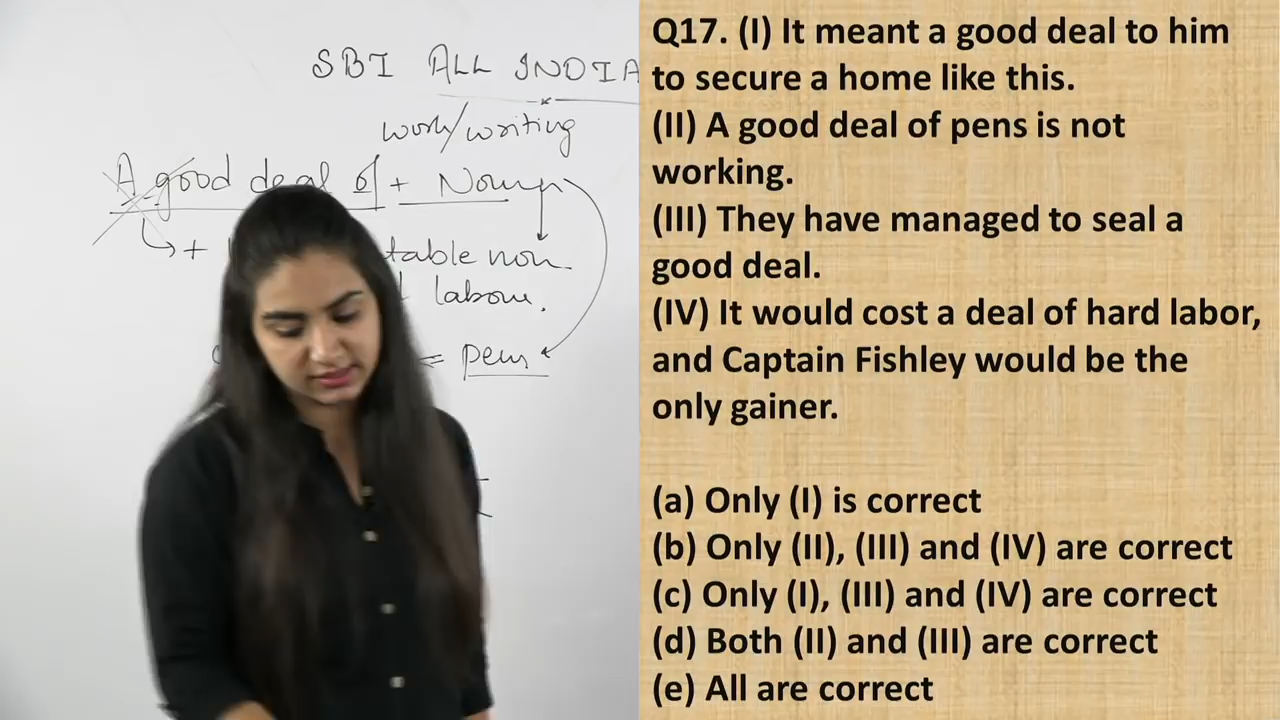 SBI ALL INDIA
work/writing
A good deal of + Noun
+ table non
labour.
= pens
Q17. (I) It meant a good deal to him
to secure a home like this.
(II) A good deal of pens is not
working.
(III) They have managed to seal a
good deal.
(IV) It would cost a deal of hard labor,
and Captain Fishley would be the
only gainer.
(a) Only (I) is correct
(b) Only (II), (III) and (IV) are correct
(c) Only (I), (III) and (IV) are correct
(d) Both (II) and (III) are correct
(e) All are correct